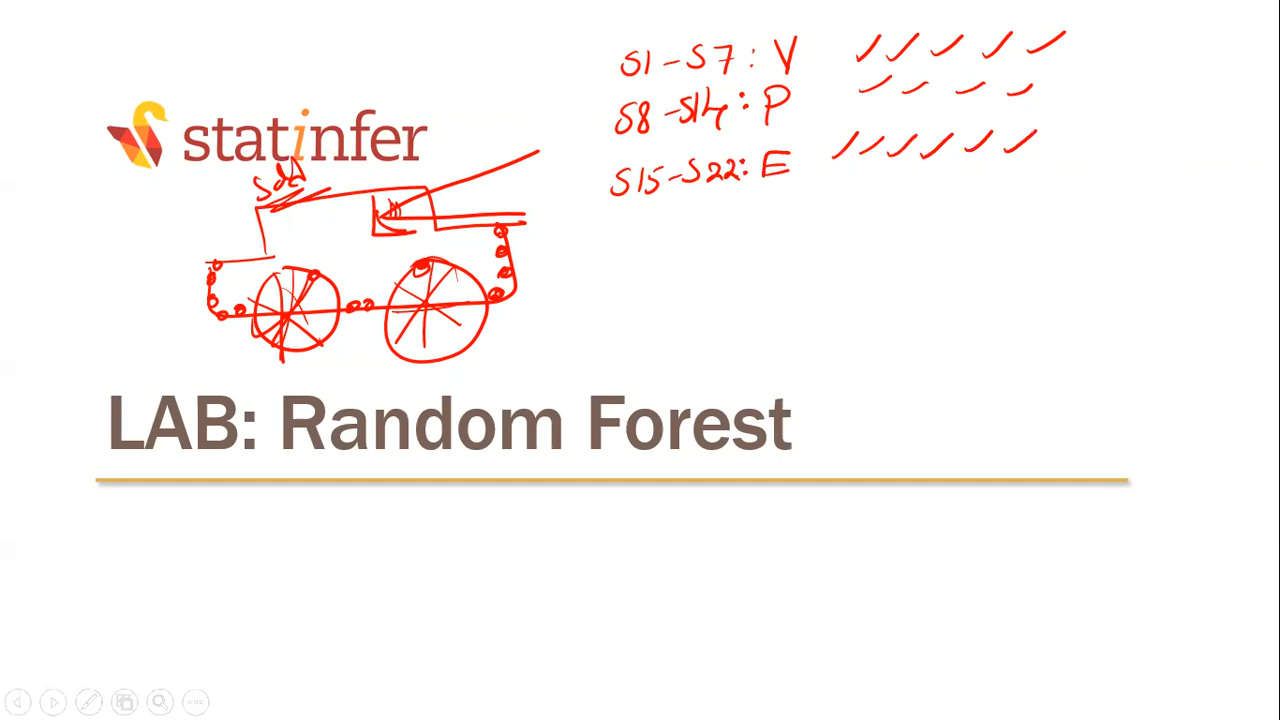 S1-S7: V
S8-S14: P
S15-S22: E
statinfer
LAB: Random Forest